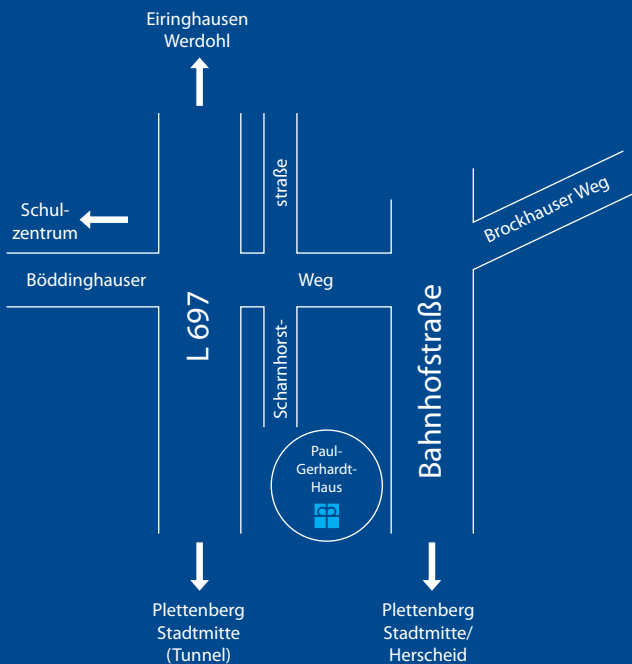 Eiringhausen
Werdohl
straße
Brockhauser Weg
Schul-
zentrum
Böddinghauser
Weg
L 697
Scharnhorst-
Bahnhofstraße
Paul-
Gerhardt-
Haus
Plettenberg
Stadtmitte
(Tunnel)
Plettenberg
Stadtmitte/
Herscheid